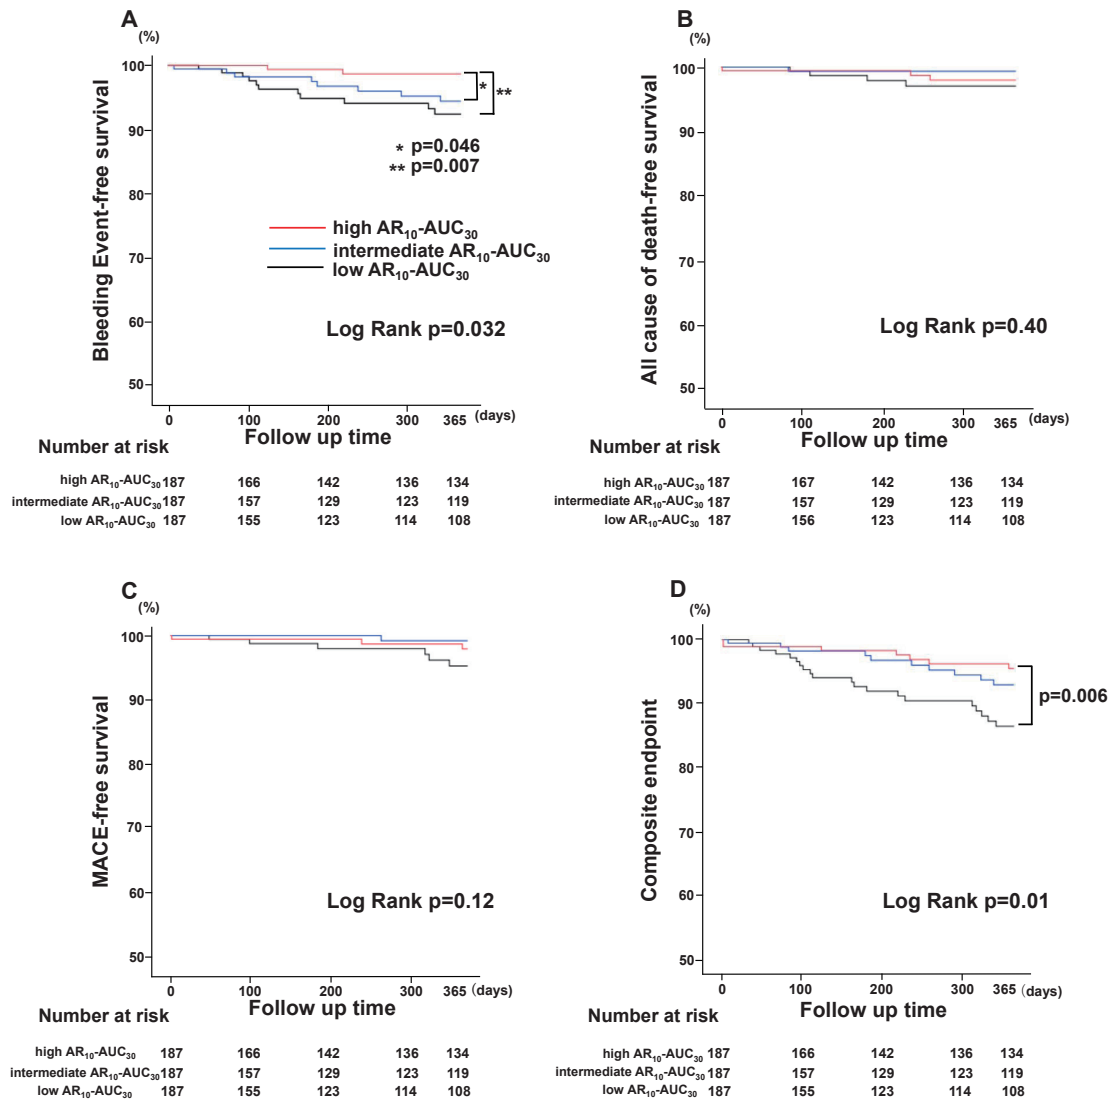 A
(%)
100
90
80
70
60
50
Bleeding Event-free survival
* **
* p=0.046
** p=0.007
high AR10-AUC30
intermediate AR10-AUC30
low AR10-AUC30
Log Rank p=0.032
0 100 200 300 365 (days)
Follow up time
Number at risk
high AR10-AUC30 187 166 142 136 134
intermediate AR10-AUC30 187 157 129 123 119
low AR10-AUC30 187 155 123 114 108
B
(%)
100
90
80
70
60
50
All cause of death-free survival
Log Rank p=0.40
0 100 200 300 365 (days)
Follow up time
Number at risk
high AR10-AUC30 187 167 142 136 134
intermediate AR10-AUC30 187 157 129 123 119
low AR10-AUC30 187 156 123 114 108
C
(%)
100
90
80
70
60
50
MACE-free survival
Log Rank p=0.12
0 100 200 300 365 (days)
Follow up time
Number at risk
high AR10-AUC30 187 166 142 136 134
intermediate AR10-AUC30 187 157 129 123 119
low AR10-AUC30 187 155 123 114 108
D
(%)
100
90
80
70
60
50
Composite endpoint
p=0.006
Log Rank p=0.01
0 100 200 300 365 (days)
Follow up time
Number at risk
high AR10-AUC30 187 166 142 136 134
intermediate AR10-AUC30 187 157 129 123 119
low AR10-AUC30 187 155 123 114 108